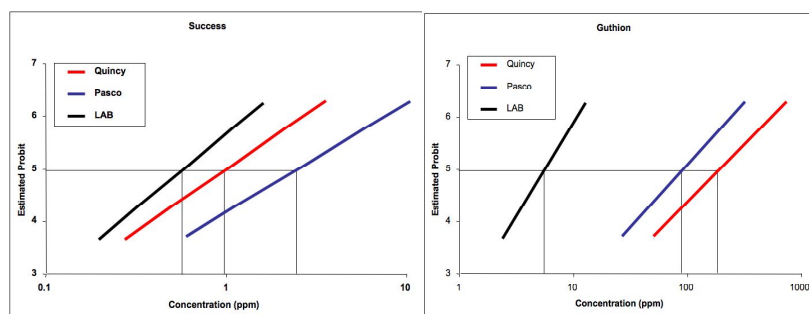 Success
7
6
5
4
3
Estimated Probit
Quincy
Pasco
LAB
0.1
1
10
Concentration (ppm)
Guthion
7
6
5
4
3
Estimated Probit
Quincy
Pasco
LAB
1
10
100
1000
Concentration (ppm)